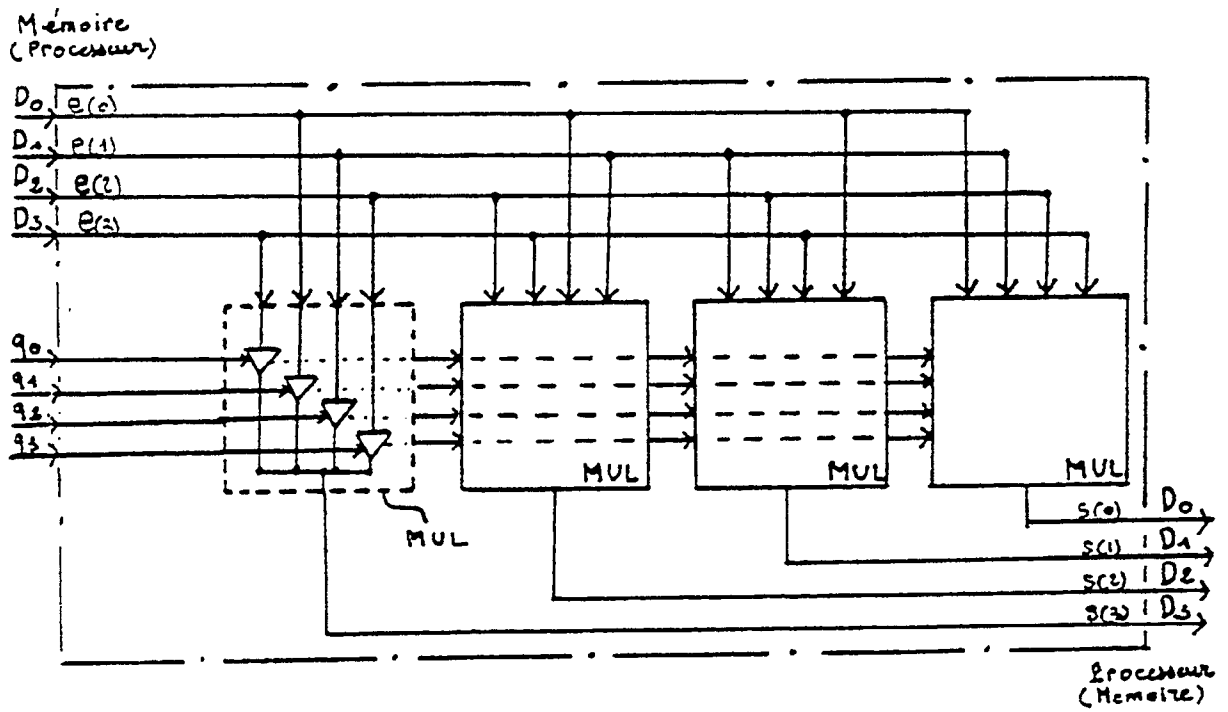 Mémoire
(Processeur)
D0 e(0)
D1 e(1)
D2 e(2)
D3 e(3)
q0
q1
q2
q3
MUL
MUL
MUL
MUL
s(0) D0
s(1) D1
s(2) D2
s(3) D3
Processeur
(Memoire)